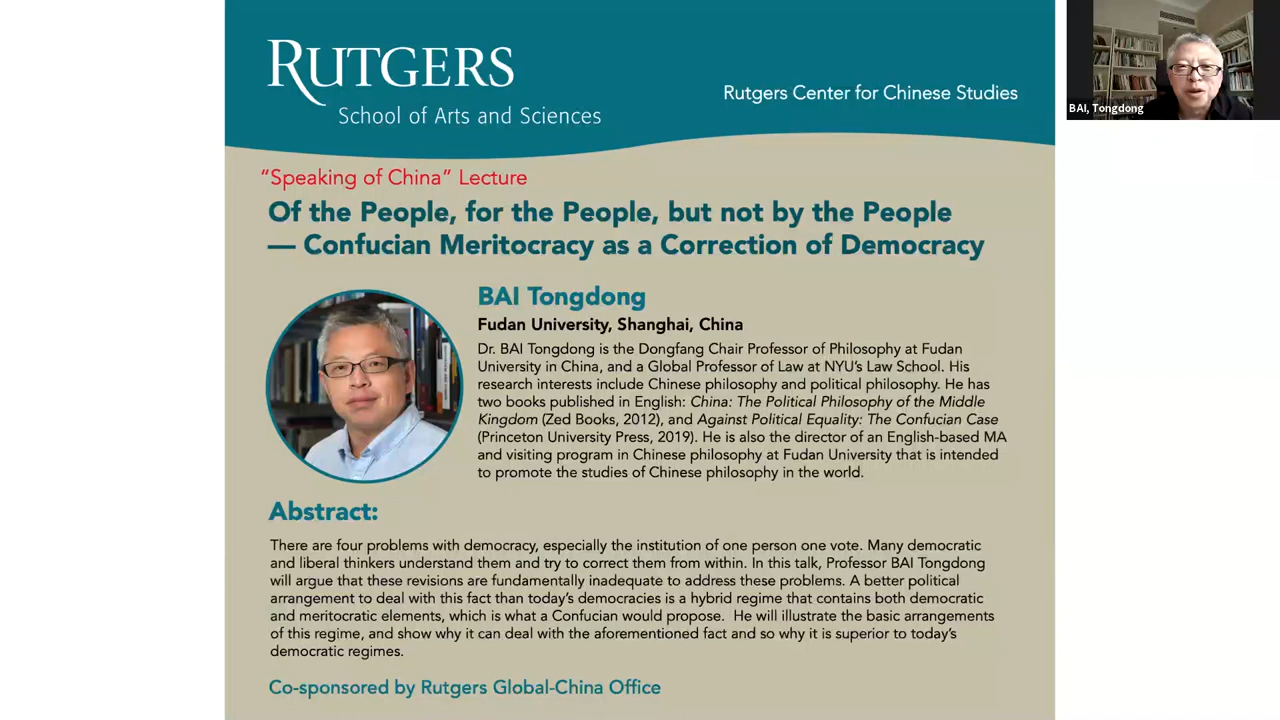 RUTGERS
School of Arts and Sciences
Rutgers Center for Chinese Studies
BAI, Tongdong
“Speaking of China” Lecture
Of the People, for the People, but not by the People
— Confucian Meritocracy as a Correction of Democracy
BAI Tongdong
Fudan University, Shanghai, China
Dr. BAI Tongdong is the Dongfang Chair Professor of Philosophy at Fudan
University in China, and a Global Professor of Law at NYU’s Law School. His
research interests include Chinese philosophy and political philosophy. He has
two books published in English: China: The Political Philosophy of the Middle
Kingdom (Zed Books, 2012), and Against Political Equality: The Confucian Case
(Princeton University Press, 2019). He is also the director of an English-based MA
and visiting program in Chinese philosophy at Fudan University that is intended
to promote the studies of Chinese philosophy in the world.
Abstract:
There are four problems with democracy, especially the institution of one person one vote. Many democratic
and liberal thinkers understand them and try to correct them from within. In this talk, Professor BAI Tongdong
will argue that these revisions are fundamentally inadequate to address these problems. A better political
arrangement to deal with this fact than today’s democracies is a hybrid regime that contains both democratic
and meritocratic elements, which is what a Confucian would propose.  He will illustrate the basic arrangements
of this regime, and show why it can deal with the aforementioned fact and so why it is superior to today’s
democratic regimes.
Co-sponsored by Rutgers Global-China Office